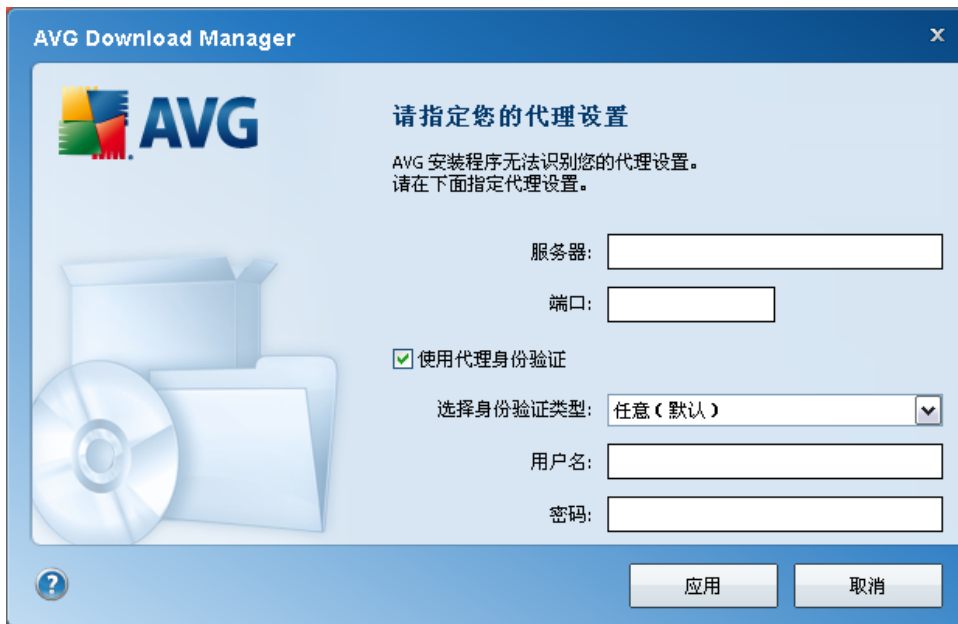 AVG Download Manager
x
AVG
请指定您的代理设置
AVG 安装程序无法识别您的代理设置。
请在下面指定代理设置。
服务器:
端口:
使用代理身份验证
选择身份验证类型: 任意(默认)
用户名:
密码:
?
应用 取消